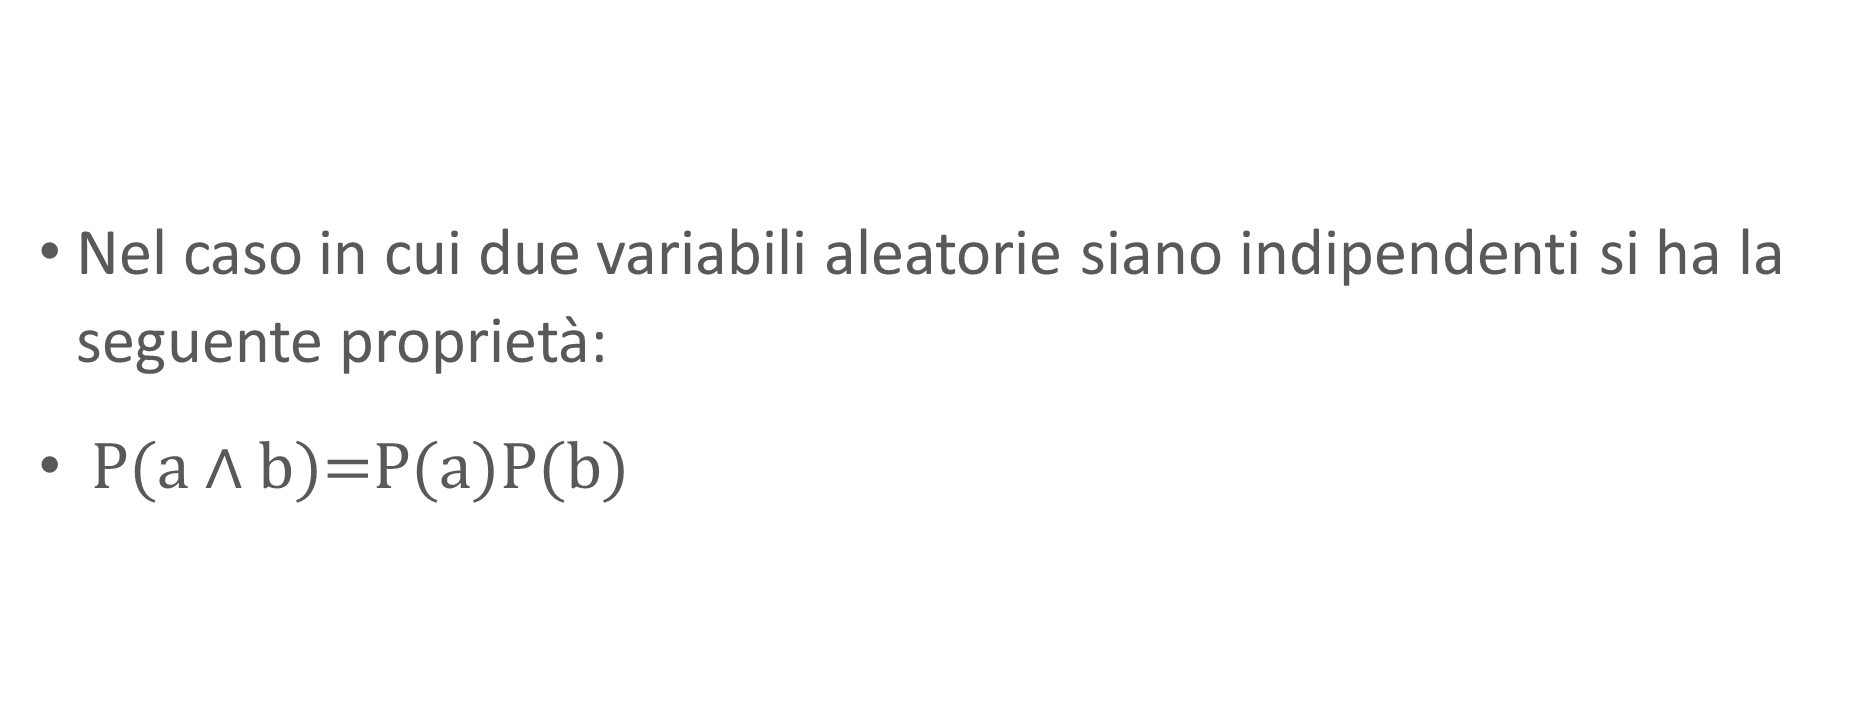 • Nel caso in cui due variabili aleatorie siano indipendenti si ha la
seguente proprietà:
• P(a ∧ b)=P(a)P(b)